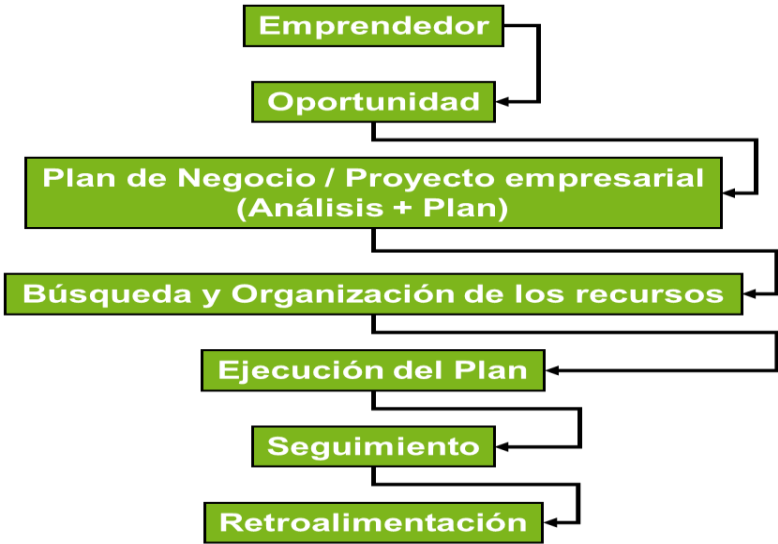 Emprendedor
Oportunidad
Plan de Negocio / Proyecto empresarial
(Análisis + Plan)
Búsqueda y Organización de los recursos
Ejecución del Plan
Seguimiento
Retroalimentación